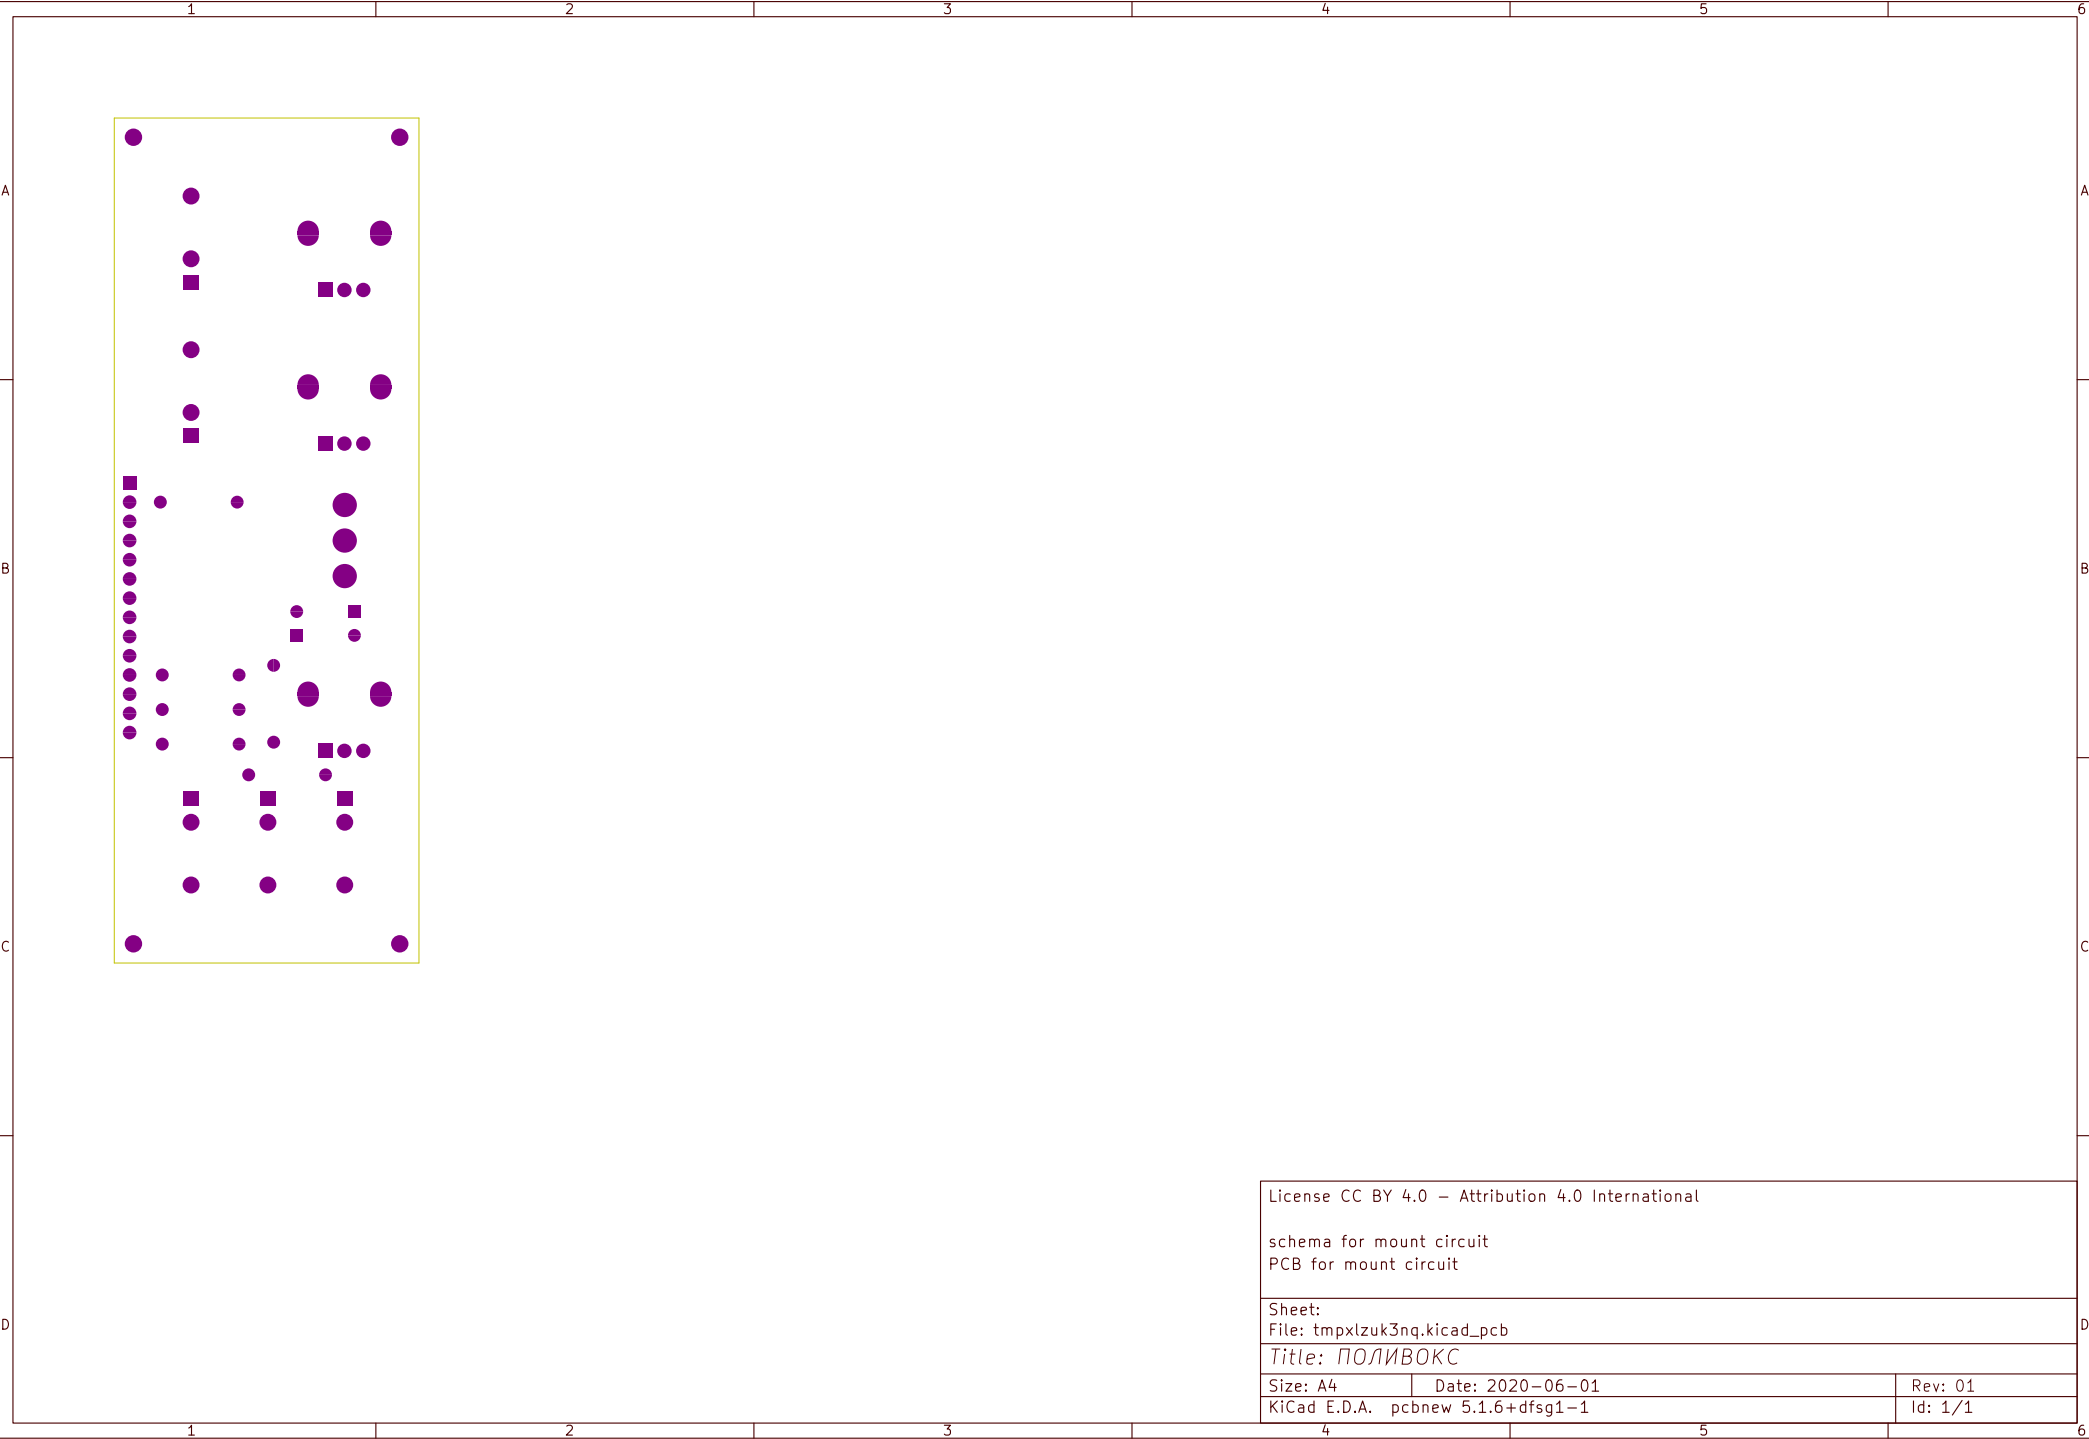 1 2 3 4 5 6
A A
B B
C C
D D
License CC BY 4.0 – Attribution 4.0 International
schema for mount circuit
PCB for mount circuit
Sheet:
File: tmpxlzuk3nq.kicad_pcb
Title: ПОЛИВОКС
Size: A4 Date: 2020-06-01 Rev: 01
KiCad E.D.A. pcbnew 5.1.6+dfsg1-1 Id: 1/1
1 2 3 4 5 6